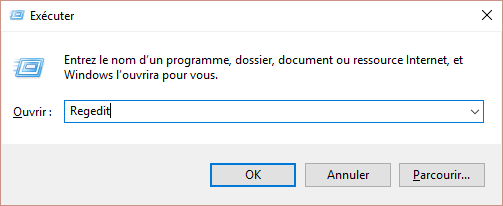 Exécuter
Entrez le nom d'un programme, dossier, document ou ressource Internet, et
Windows l'ouvrira pour vous.
Ouvrir : Regedit
OK Annuler Parcourir...